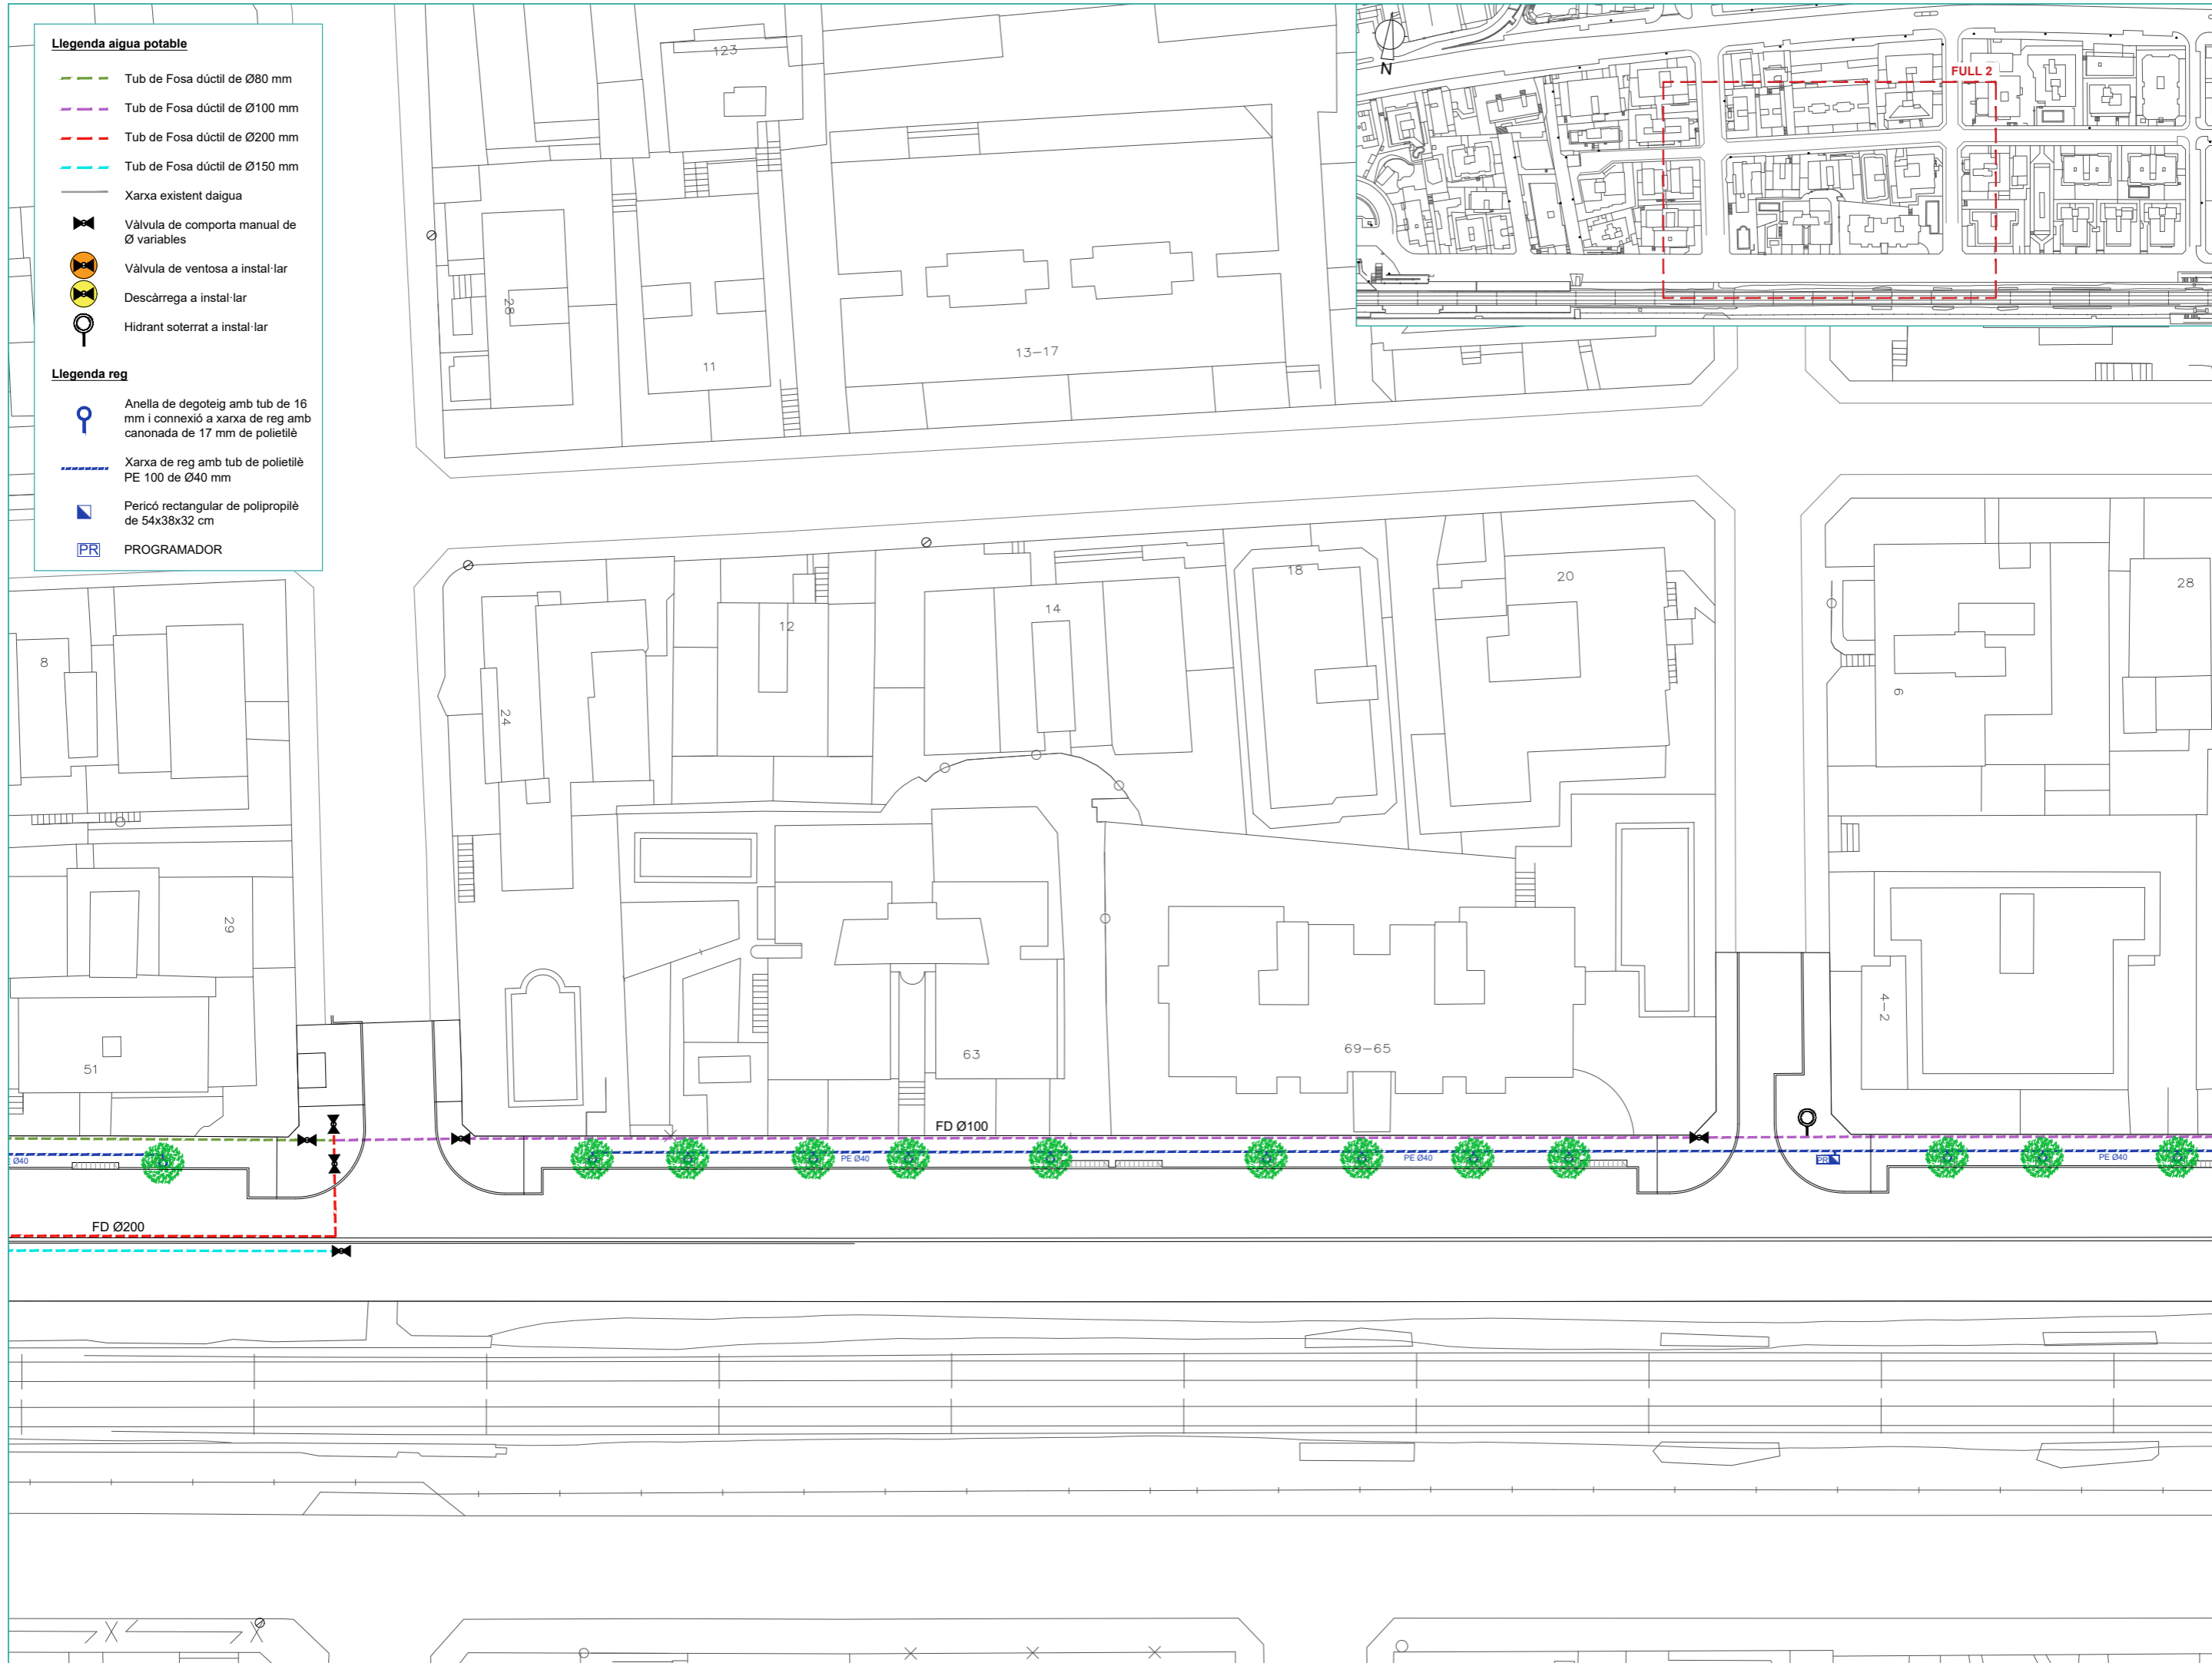 Llegenda aigua potable
Tub de Fosa dúctil de Ø80 mm
Tub de Fosa dúctil de Ø100 mm
Tub de Fosa dúctil de Ø200 mm
Tub de Fosa dúctil de Ø150 mm
Xarxa existent daigua
Vàlvula de comporta manual de
Ø variables
Vàlvula de ventosa a instal·lar
Descàrrega a instal·lar
Hidrant soterrat a instal·lar
Llegenda reg
Anella de degoteig amb tub de 16
mm i connexió a xarxa de reg amb
canonada de 17 mm de polietilè
Xarxa de reg amb tub de polietilè
PE 100 de Ø40 mm
Pericó rectangular de polipropilè
de 54x38x32 cm
PR
PROGRAMADOR
N
FULL 2
123
28
11
13-17
8
24
12
14
18
20
6
28
29
51
63
69-65
4-2
FD Ø100
E Ø40
PE Ø40
PE Ø40
PR
PE Ø40
FD Ø200